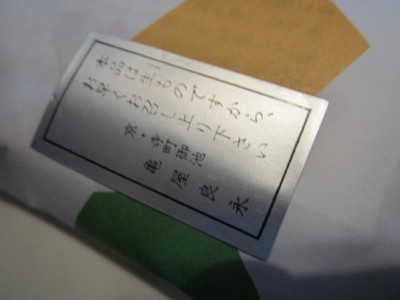 本品は生ものですから、
お早くお召し上り下さい
京・寺町御池
亀屋良永